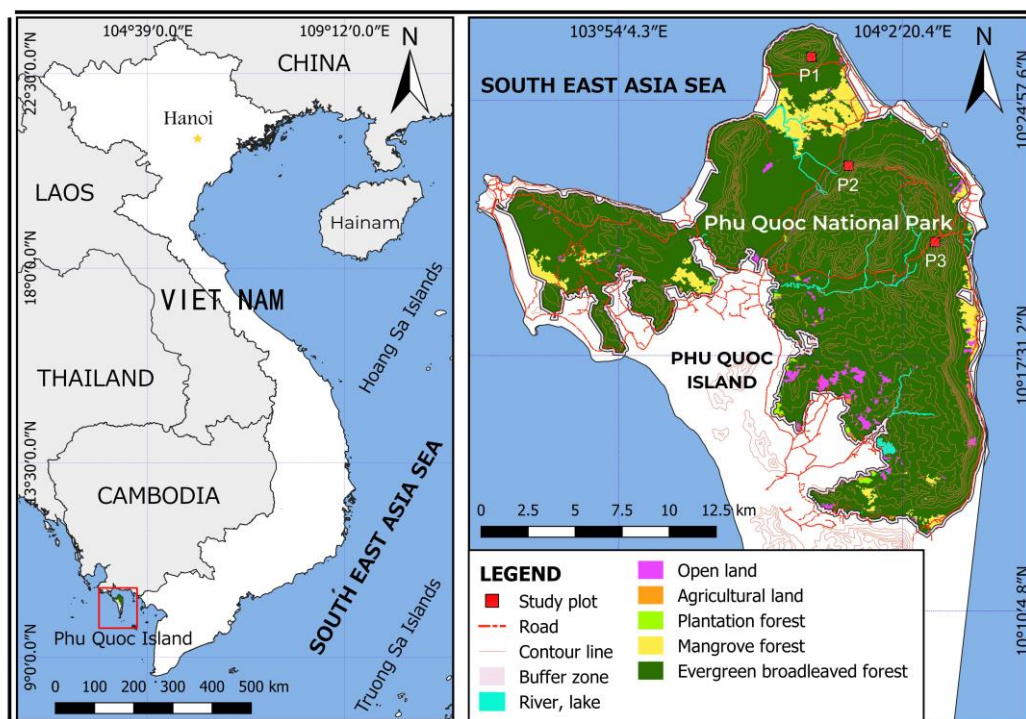 104°39'0.0"E
109°12'0.0"E
N
CHINA
22°30'0.0"N
Hanoi
LAOS
Hainam
18°0'0.0"N
VIET NAM
Hoang Sa Islands
THAILAND
13°30'0.0"N
CAMBODIA
SOUTH EAST ASIA SEA
Phu Quoc Island
Truong Sa Islands
9°0'0.0"N
0 100 200 300 400 500 km
103°54'4.3"E
104°2'20.4"E
N
SOUTH EAST ASIA SEA
P1
10°24'57.6"N
P2
Phu Quoc National Park
P3
10°17'31.2"N
PHU QUOC
ISLAND
0 2.5 5 7.5 10 12.5 km
10°10'4.8"N
LEGEND
Study plot
Road
Contour line
Buffer zone
River, lake
Open land
Agricultural land
Plantation forest
Mangrove forest
Evergreen broadleaved forest